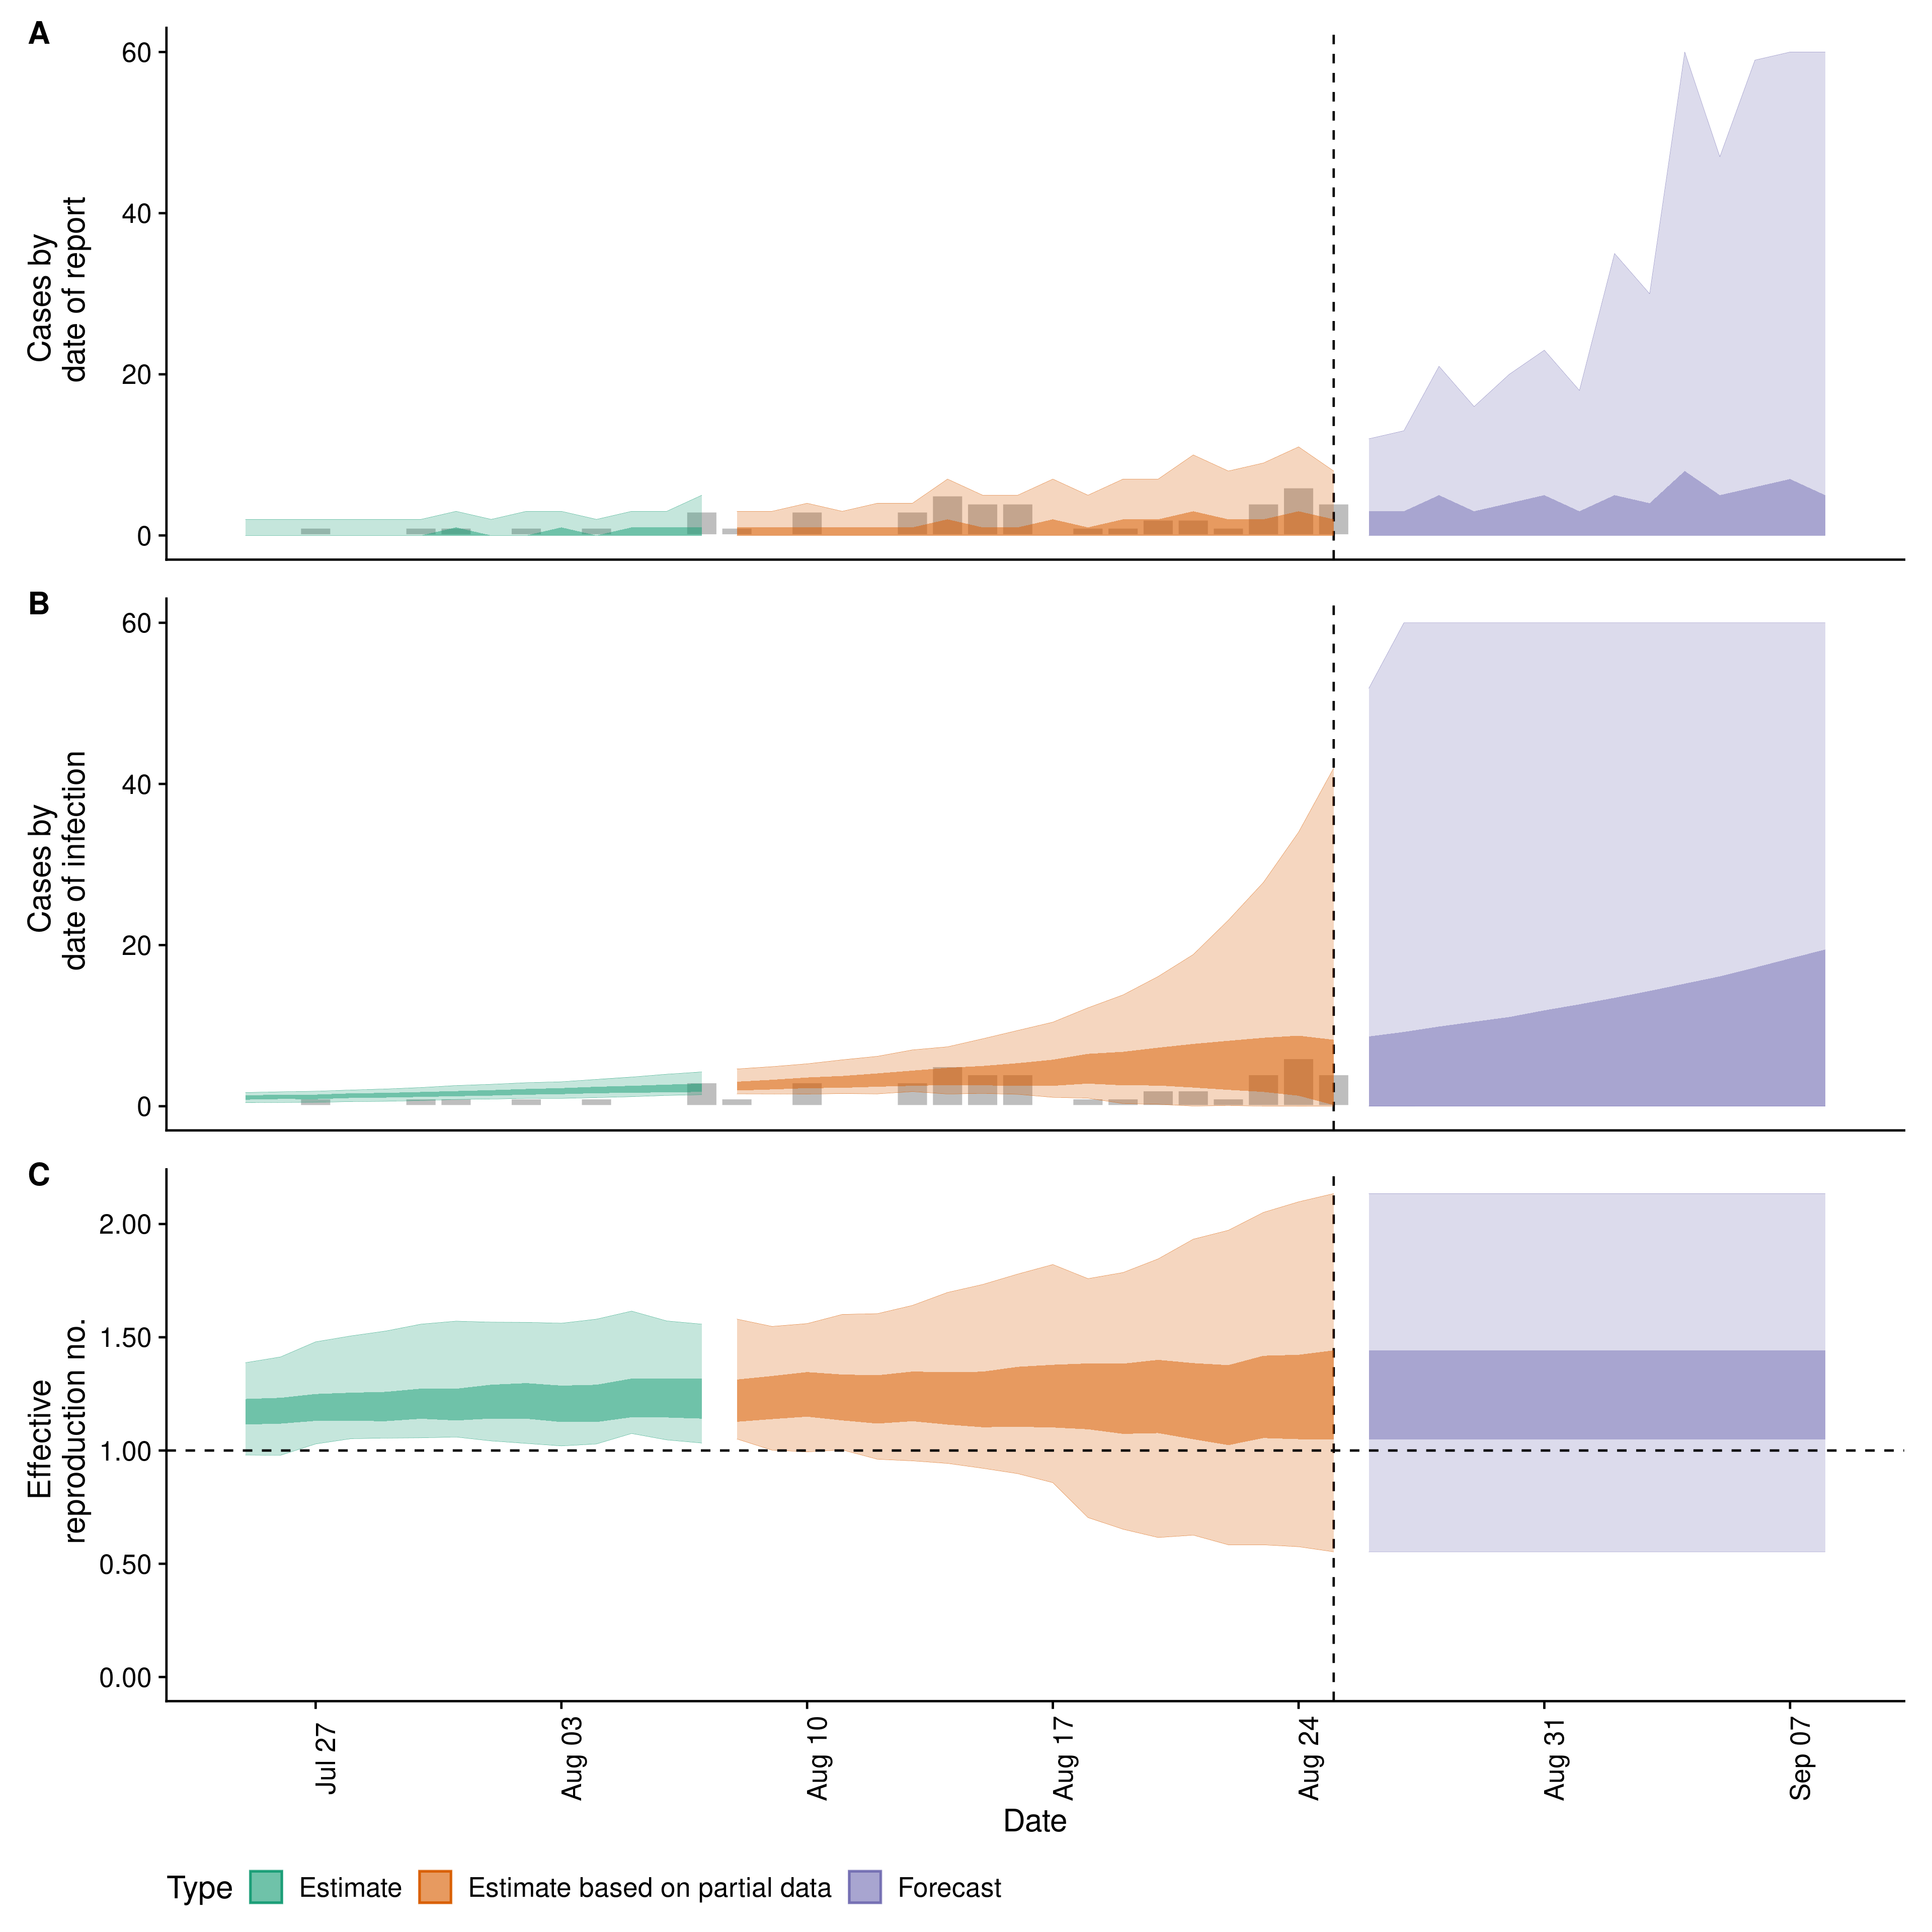 A
60
40
20
0
Cases by
date of report
B
60
40
20
0
Cases by
date of infection
C
2.00
1.50
1.00
0.50
0.00
Effective
reproduction no.
Jul 27
Aug 03
Aug 10
Aug 17
Aug 24
Aug 31
Sep 07
Date
Type Estimate Estimate based on partial data Forecast